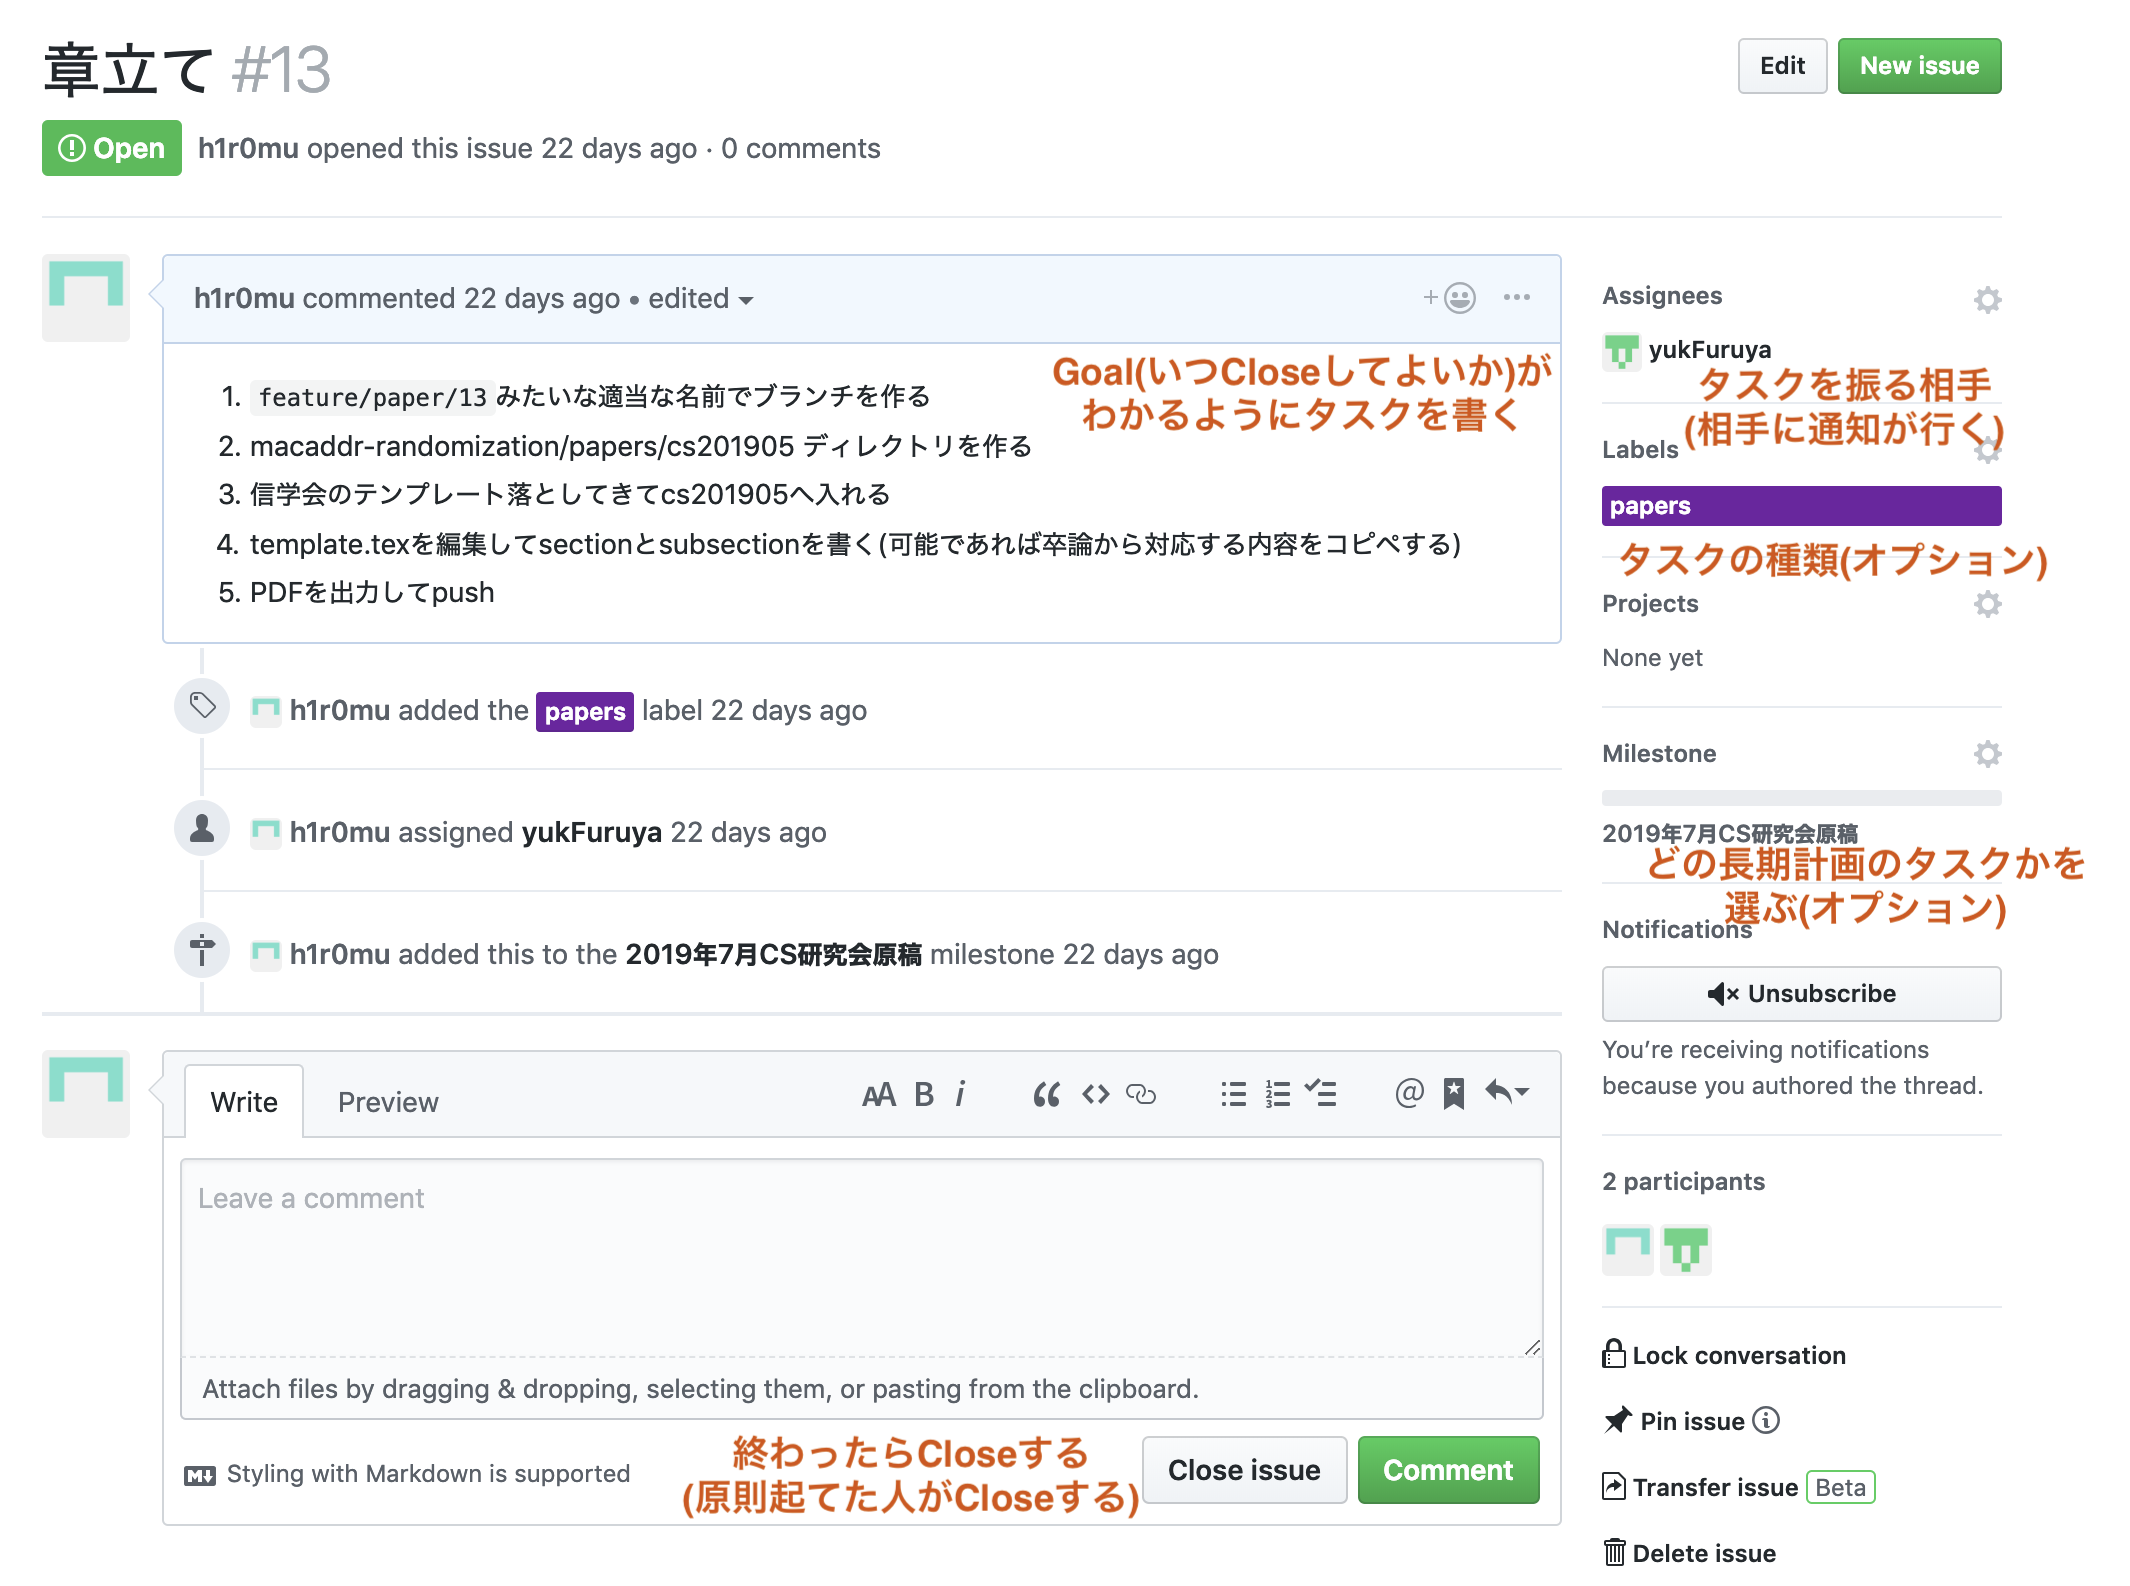 章立て #13
Edit
New issue
Open
h1r0mu opened this issue 22 days ago · 0 comments
h1r0mu commented 22 days ago • edited
Goal(いつCloseしてよいか)が
わかるようにタスクを書く
1. feature/paper/13 みたいな適当な名前でブランチを作る
2. macaddr-randomization/papers/cs201905 ディレクトリを作る
3. 信学会のテンプレート落としてきてcs201905へ入れる
4. template.texを編集してsectionとsubsectionを書く(可能であれば卒論から対応する内容をコピペする)
5. PDFを出力してpush
h1r0mu added the papers label 22 days ago
h1r0mu assigned yukFuruya 22 days ago
h1r0mu added this to the 2019年7月CS研究会原稿 milestone 22 days ago
Write
Preview
Leave a comment
Attach files by dragging & dropping, selecting them, or pasting from the clipboard.
Styling with Markdown is supported
終わったらCloseする
(原則起てた人がCloseする)
Close issue
Comment
Assignees
yukFuruya
タスクを振る相手
(相手に通知が行く)
Labels
papers
タスクの種類(オプション)
Projects
None yet
Milestone
2019年7月CS研究会原稿
どの長期計画のタスクかを
選ぶ(オプション)
Notifications
Unsubscribe
You’re receiving notifications
because you authored the thread.
2 participants
Lock conversation
Pin issue
Transfer issue Beta
Delete issue